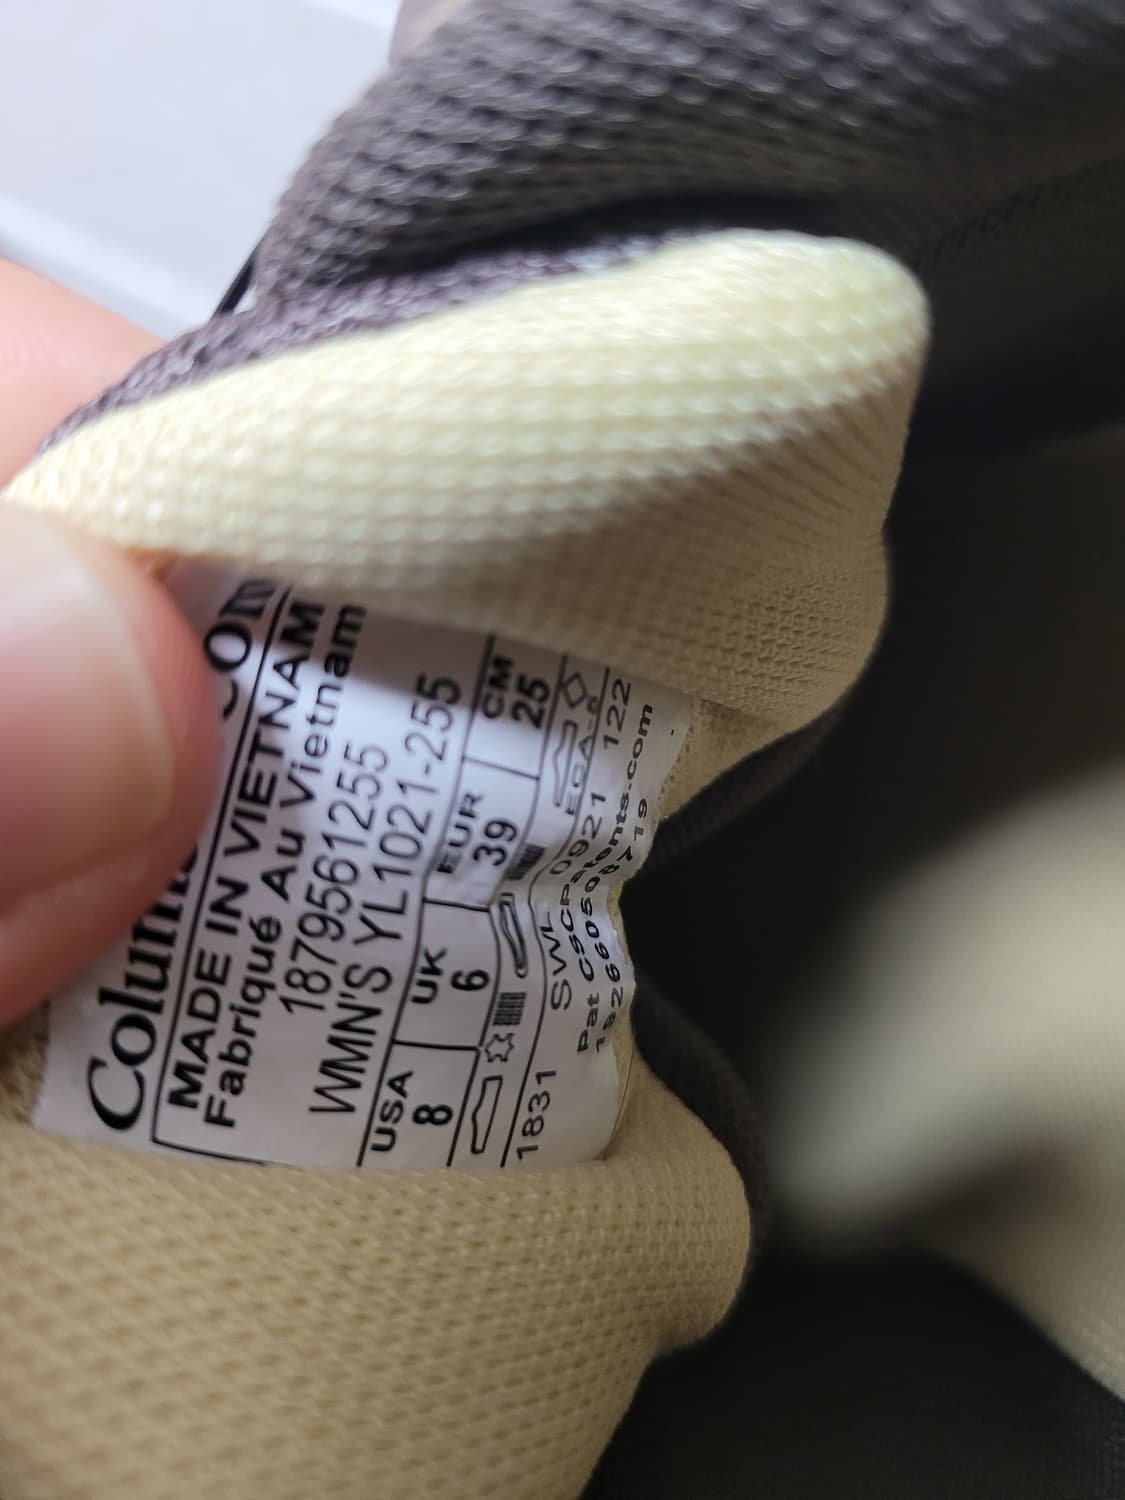 Colum
MADE IN VIETNAM
Fabriqué Au Vietnam
1879561255
WMN'S YL1021-255
USA UK EUR CM
8 6 39 25
1831 SWL 0921 122
Pat CSCPatents.com